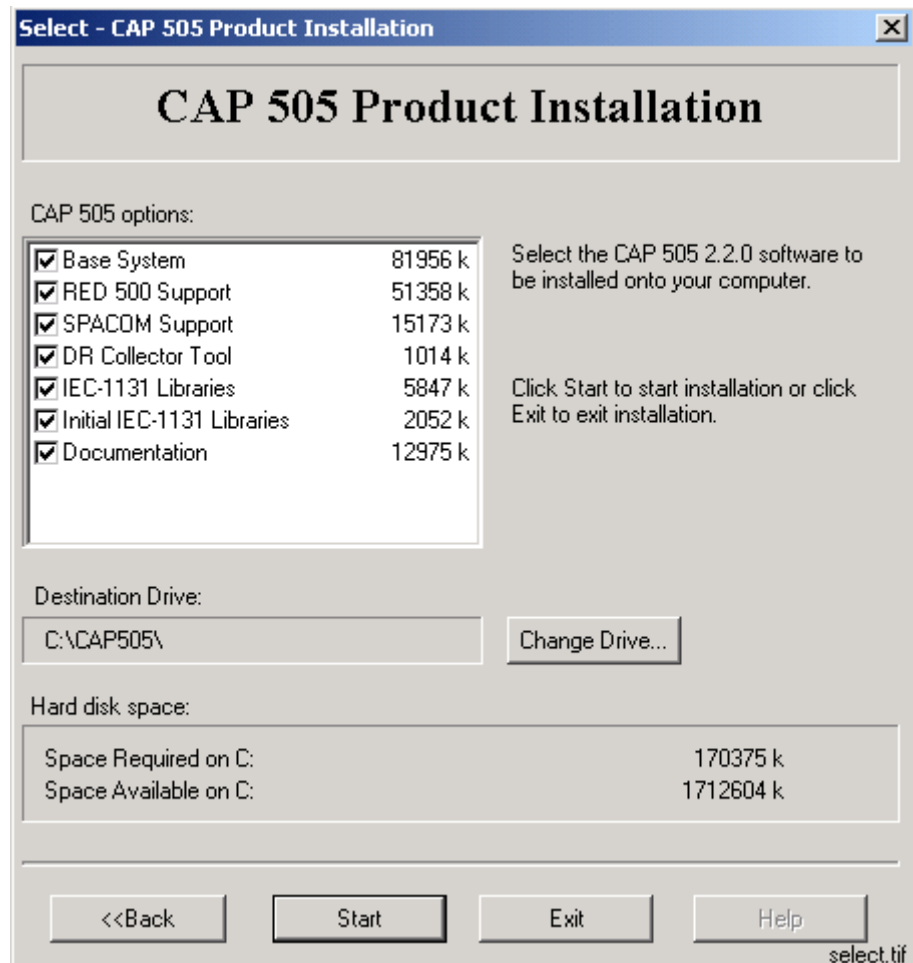 Select - CAP 505 Product Installation
CAP 505 Product Installation
CAP 505 options:
Base System 81956 k
RED 500 Support 51358 k
SPACOM Support 15173 k
DR Collector Tool 1014 k
IEC-1131 Libraries 5847 k
Initial IEC-1131 Libraries 2052 k
Documentation 12975 k
Select the CAP 505 2.2.0 software to
be installed onto your computer.
Click Start to start installation or click
Exit to exit installation.
Destination Drive:
C:\CAP505\
Change Drive...
Hard disk space:
Space Required on C: 170375 k
Space Available on C: 1712604 k
<<Back Start Exit Help
select.tif